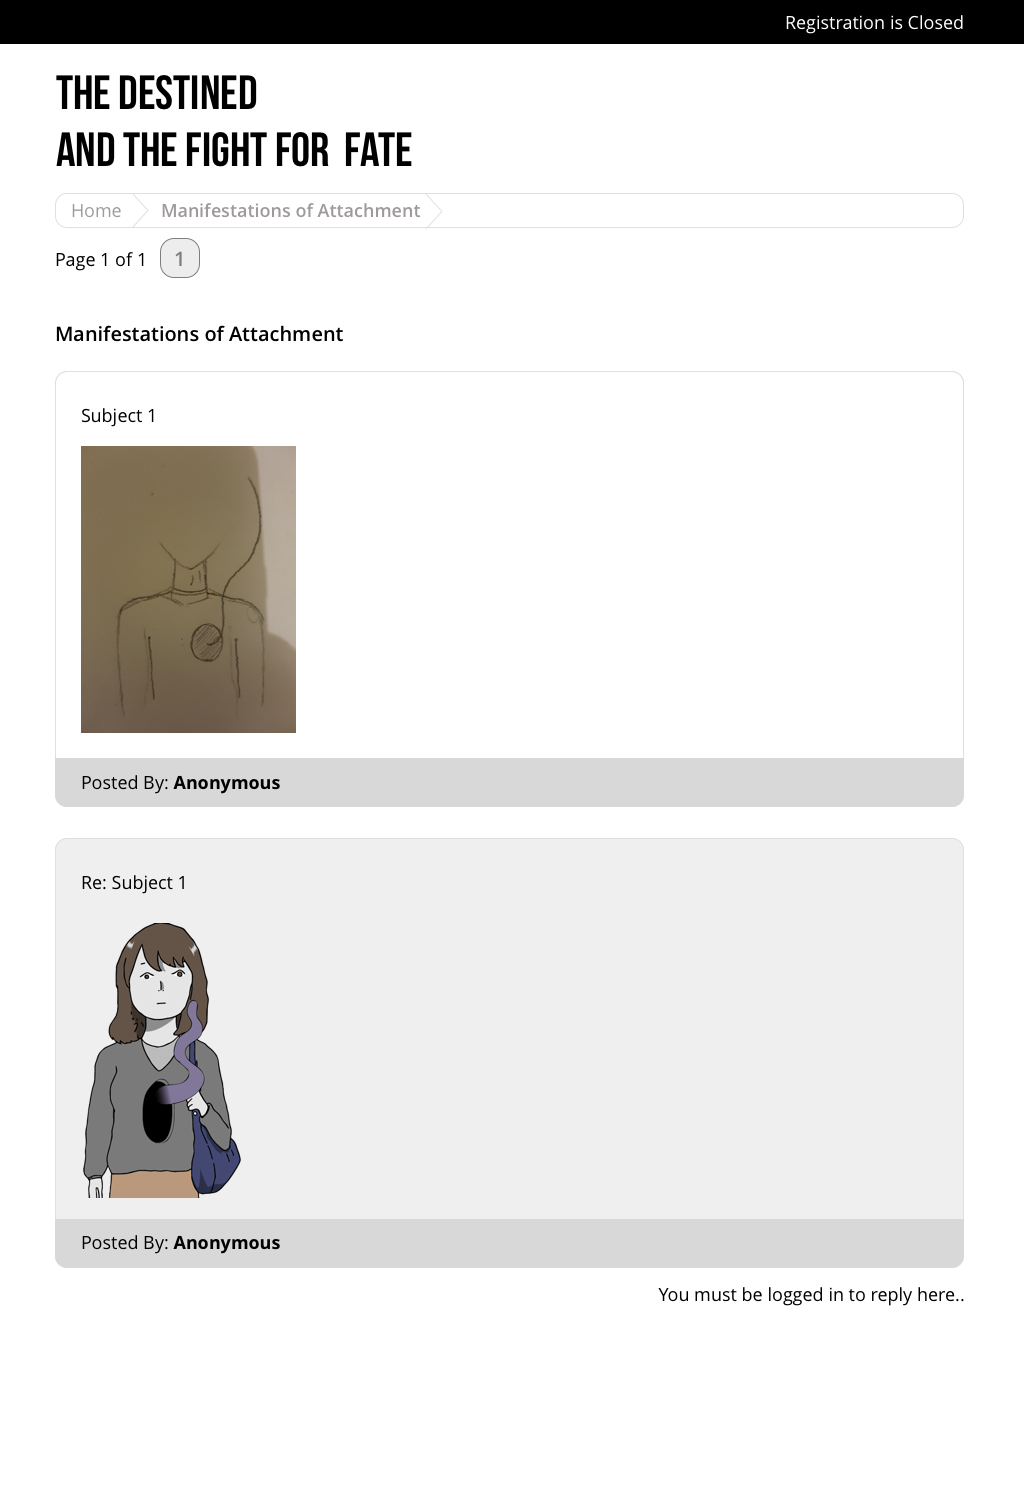 Registration is Closed
THE DESTINED
AND THE FIGHT FOR FATE
Home
Manifestations of Attachment
Page 1 of 1
1
Manifestations of Attachment
Subject 1
Posted By: Anonymous
Re: Subject 1
Posted By: Anonymous
You must be logged in to reply here..